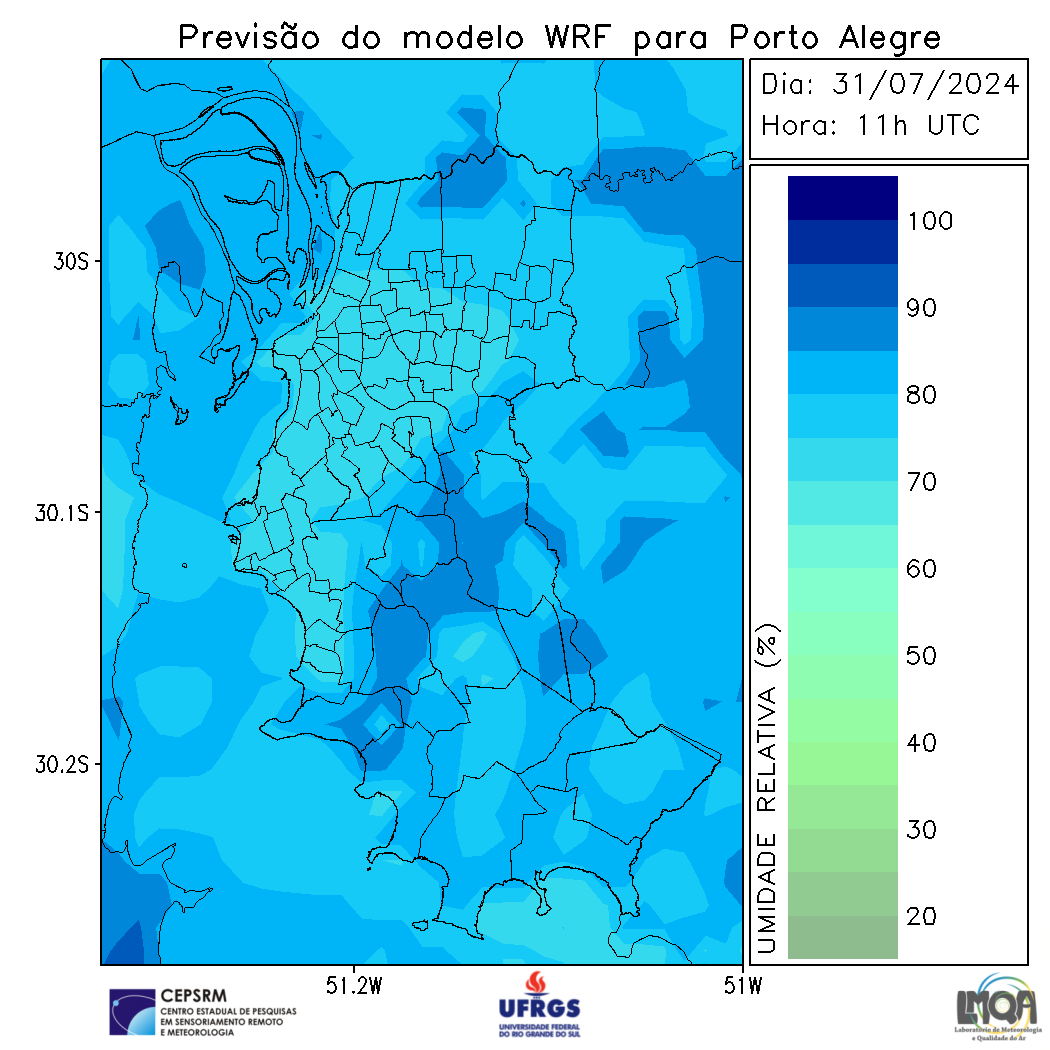 Previsão do modelo WRF para Porto Alegre
Dia: 31/07/2024
Hora: 11h UTC
30S
30.1S
30.2S
51.2W
51W
100
90
80
70
60
50
40
30
20
UMIDADE RELATIVA (%)
CEPSRM
CENTRO ESTADUAL DE PESQUISAS
EM SENSORIAMENTO REMOTO
E METEOROLOGIA
UFRGS
UNIVERSIDADE FEDERAL
DO RIO GRANDE DO SUL
LMQA
Laboratório de Meteorologia
e Qualidade do Ar